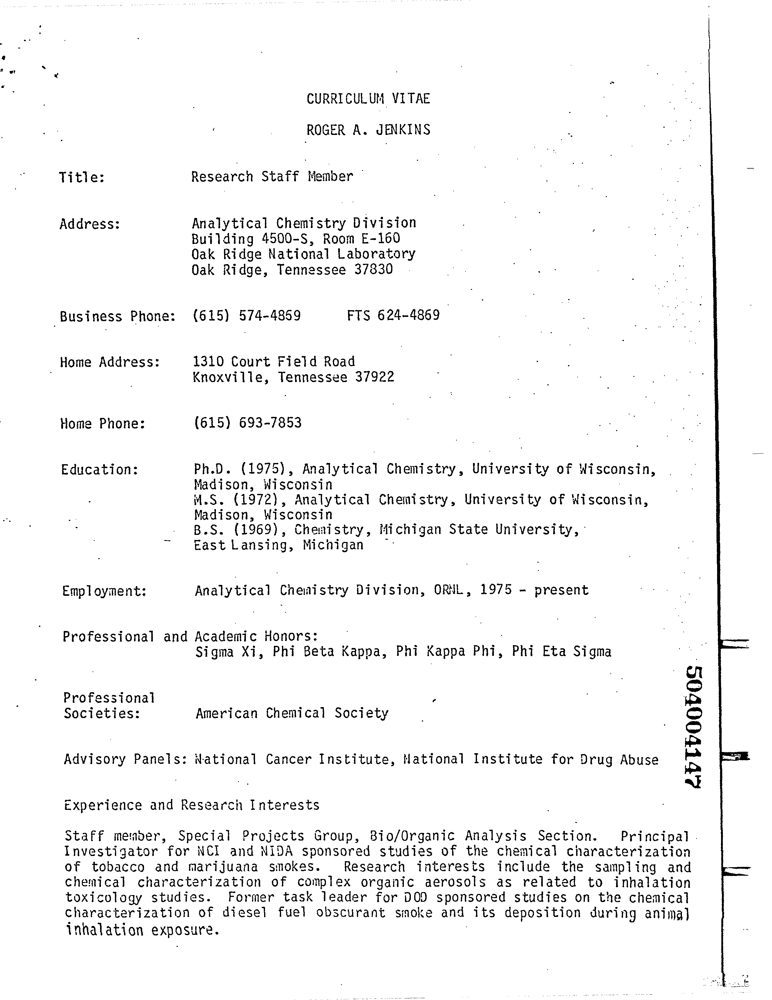 CURRICULUM VITAE
ROGER A. JENKINS
Title: Research Staff Member
Address: Analytical Chemistry Division
Building 4500-S, Room E-160
Oak Ridge National Laboratory
Oak Ridge, Tennessee 37830
Business Phone: (615) 574-4859 FTS 624-4869
Home Address: 1310 Court Field Road
Knoxville, Tennessee 37922
Home Phone: (615) 693-7853
Education: Ph.D. (1975), Analytical Chemistry, University of Wisconsin,
Madison, Wisconsin
M.S. (1972), Analytical Chemistry, University of Wisconsin,
Madison, Wisconsin
B.S. (1969), Chemistry, Michigan State University,
East Lansing, Michigan
Employment: Analytical Chemistry Division, ORNL, 1975 - present
Professional and Academic Honors:
Sigma Xi, Phi Beta Kappa, Phi Kappa Phi, Phi Eta Sigma
Professional
Societies: American Chemical Society
Advisory Panels: National Cancer Institute, National Institute for Drug Abuse
Experience and Research Interests
Staff member, Special Projects Group, Bio/Organic Analysis Section. Principal
Investigator for NCI and NIDA sponsored studies of the chemical characterization
of tobacco and marijuana smokes. Research interests include the sampling and
chemical characterization of complex organic aerosols as related to inhalation
toxicology studies. Former task leader for DOD sponsored studies on the chemical
characterization of diesel fuel obscurant smoke and its deposition during animal
inhalation exposure.
504004147